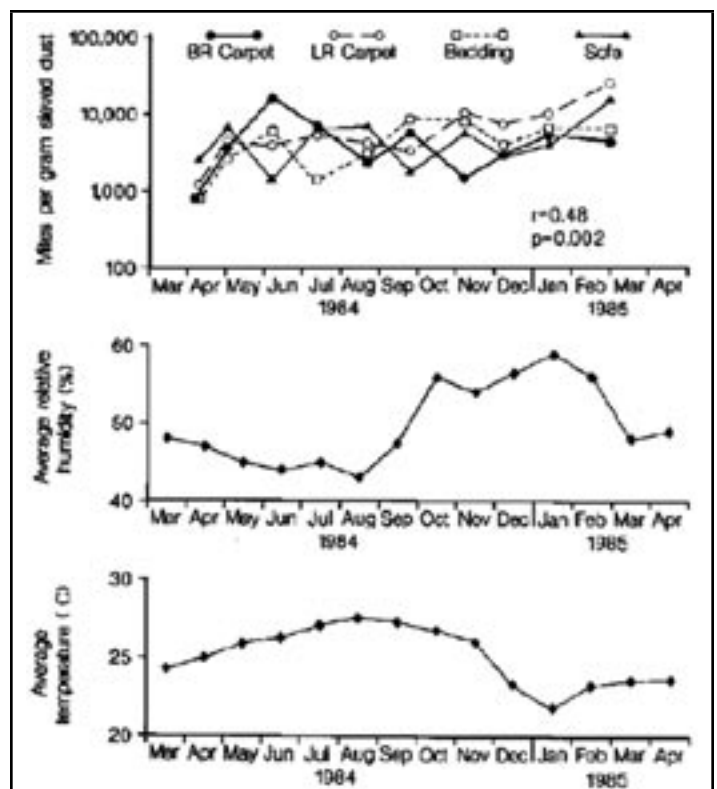 100,000
BR Carpet LR Carpet Bedding Sofa
10,000
1,000
100
Mites per gram sieved dust
r=0.48
p=0.002
Mar Apr May Jun Jul Aug Sep Oct Nov Dec Jan Feb Mar Apr
1984 1985
60
50
40
Average relative
humidity (%)
Mar Apr May Jun Jul Aug Sep Oct Nov Dec Jan Feb Mar Apr
1984 1985
30
25
20
Average
temperature ( C)
Mar Apr May Jun Jul Aug Sep Oct Nov Dec Jan Feb Mar Apr
1984 1985